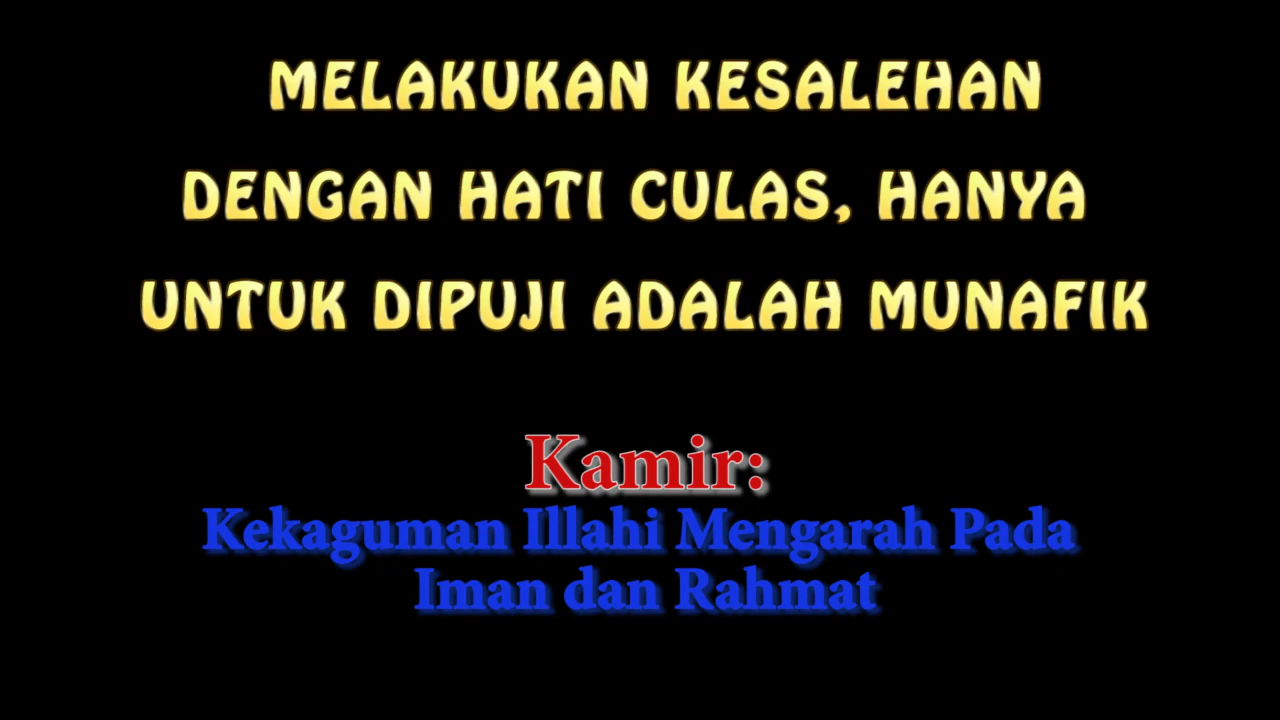 MELAKUKAN KESALEHAN
DENGAN HATI CULAS, HANYA
UNTUK DIPUJI ADALAH MUNAFIK
Kamir:
Kekaguman Illahi Mengarah Pada
Iman dan Rahmat